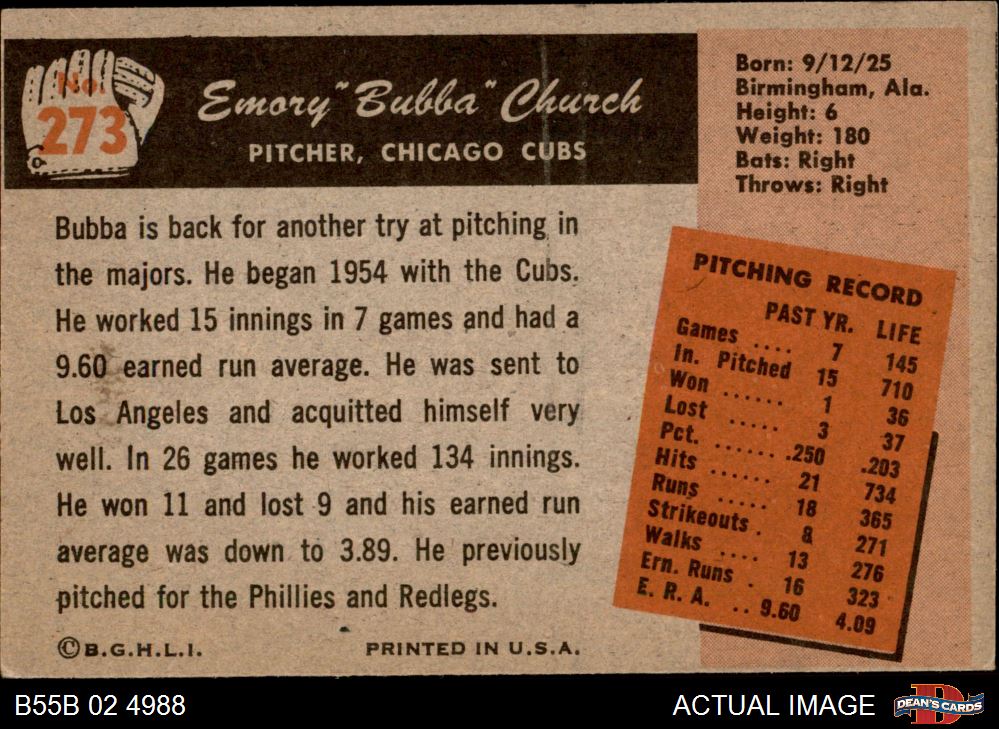 No.
273
Emory "Bubba" Church
PITCHER, CHICAGO CUBS
Born: 9/12/25
Birmingham, Ala.
Height: 6
Weight: 180
Bats: Right
Throws: Right
Bubba is back for another try at pitching in
the majors. He began 1954 with the Cubs.
He worked 15 innings in 7 games and had a
9.60 earned run average. He was sent to
Los Angeles and acquitted himself very
well. In 26 games he worked 134 innings.
He won 11 and lost 9 and his earned run
average was down to 3.89. He previously
pitched for the Phillies and Redlegs.
PITCHING RECORD
PAST YR. LIFE
Games .... 7 145
In. Pitched 15 710
Won ...... 1 36
Lost ..... 3 37
Pct. ...... .250 .203
Hits ...... 21 734
Runs ..... 18 365
Strikeouts . 8 271
Walks .... 13 276
Ern. Runs . 16 323
E. R. A. .. 9.60 4.09
©B.G.H.L.I. PRINTED IN U.S.A.
B55B 02 4988 ACTUAL IMAGE DEAN'S CARDS